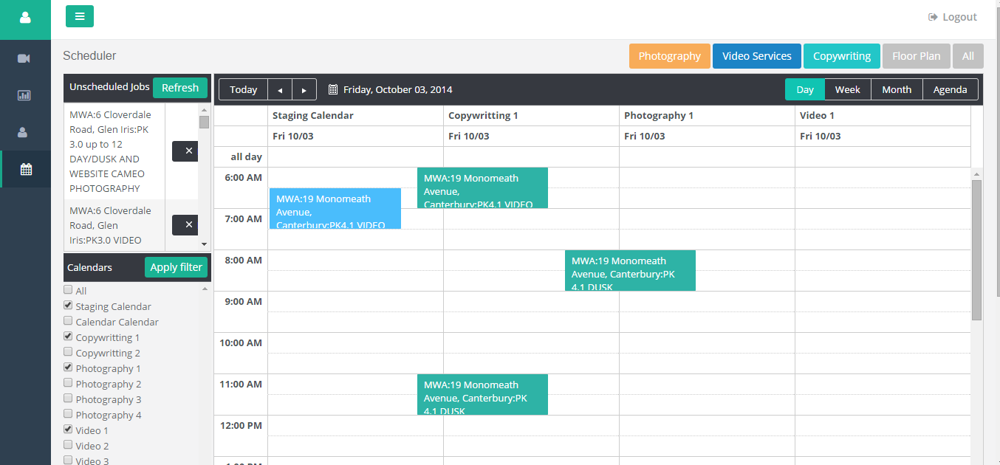 Logout
Scheduler
Photography
Video Services
Copywriting
Floor Plan
All
Unscheduled Jobs
Refresh
MWA:6 Cloverdale
Road, Glen Iris:PK
3.0 up to 12
DAY/DUSK AND
WEBSITE CAMEO
PHOTOGRAPHY
MWA:6 Cloverdale
Road, Glen
Iris:PK3.0 VIDEO
Calendars
Apply filter
All
Staging Calendar
Calendar Calendar
Copywritting 1
Copywritting 2
Photography 1
Photography 2
Photography 3
Photography 4
Video 1
Video 2
Video 3
Today
Friday, October 03, 2014
Day
Week
Month
Agenda
Staging Calendar
Copywritting 1
Photography 1
Video 1
Fri 10/03
Fri 10/03
Fri 10/03
Fri 10/03
all day
6:00 AM
7:00 AM
8:00 AM
9:00 AM
10:00 AM
11:00 AM
12:00 PM
1:00 PM
MWA:19 Monomeath
Avenue,
Canterbury:PK4.1 VIDEO
MWA:19 Monomeath
Avenue,
Canterbury:PK4.1 VIDEO
MWA:19 Monomeath
Avenue, Canterbury:PK
4.1 DUSK
MWA:19 Monomeath
Avenue, Canterbury:PK
4.1 DUSK